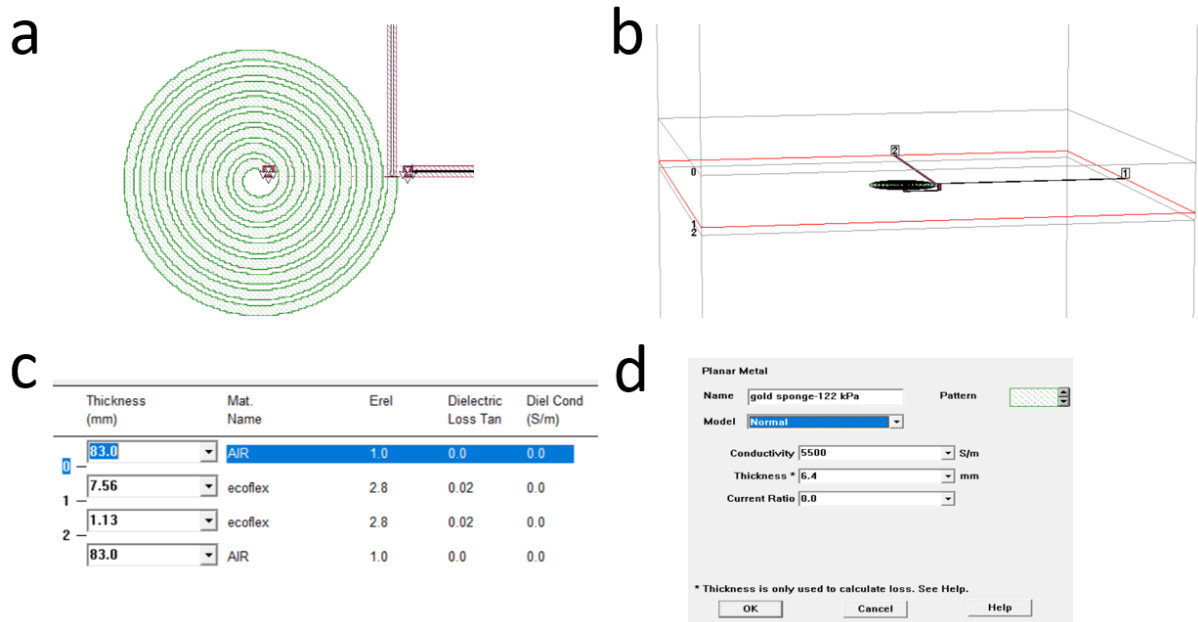 a
b
2
0
1
1
2
c
Thickness (mm) Mat. Name Erel Dielectric Loss Tan Diel Cond (S/m)
83.0 AIR 1.0 0.0 0.0
0
7.56 ecoflex 2.8 0.02 0.0
1
1.13 ecoflex 2.8 0.02 0.0
2
83.0 AIR 1.0 0.0 0.0
d
Planar Metal
Name gold sponge-122 kPa Pattern
Model Normal
Conductivity 5500 S/m
Thickness * 6.4 mm
Current Ratio 0.0
* Thickness is only used to calculate loss. See Help.
OK Cancel Help